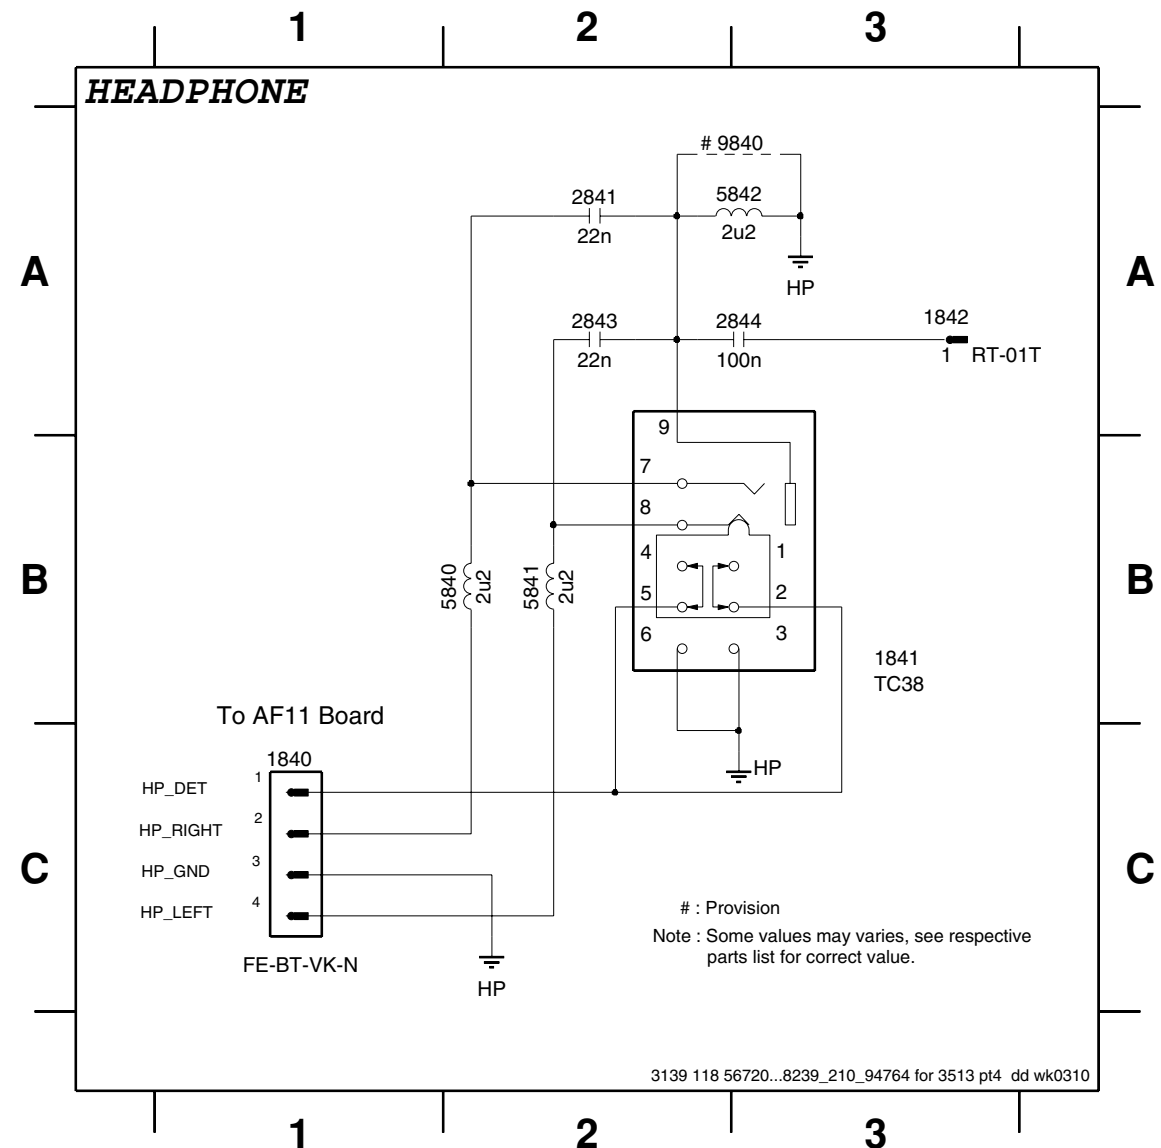 1 2 3
HEADPHONE
# 9840
2841
5842
22n
2u2
A
A
HP
2843
2844
1842
22n
100n
1 RT-01T
9
7
8
4
1
B
5840
2u2
5841
2u2
B
5
2
6
3
1841
TC38
To AF11 Board
1840
HP
HP_DET 1
HP_RIGHT 2
C
HP_GND 3
C
HP_LEFT 4
# : Provision
Note : Some values may varies, see respective
parts list for correct value.
FE-BT-VK-N
HP
3139 118 56720...8239_210_94764 for 3513 pt4 dd wk0310
1 2 3